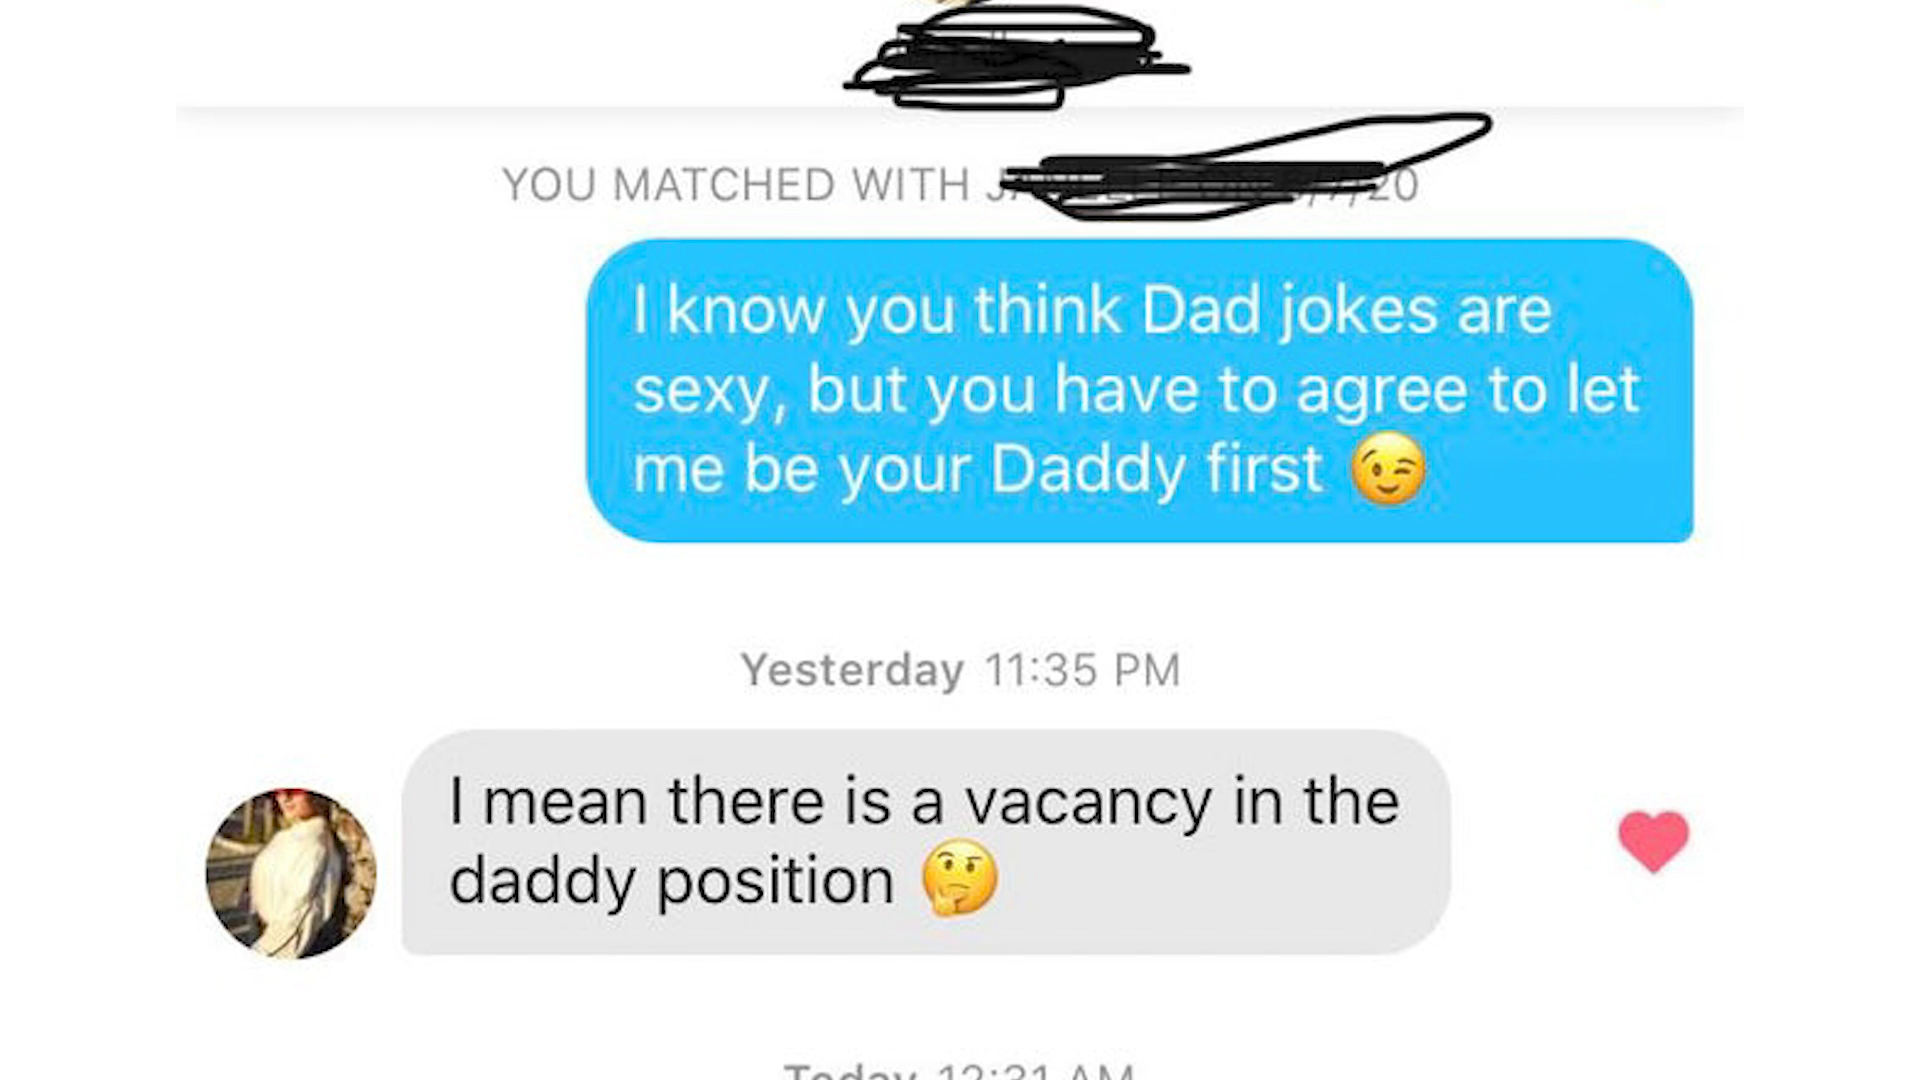 YOU MATCHED WITH
I know you think Dad jokes are
sexy, but you have to agree to let
me be your Daddy first 😉
Yesterday 11:35 PM
I mean there is a vacancy in the
daddy position 🤔
Today 12:31 AM